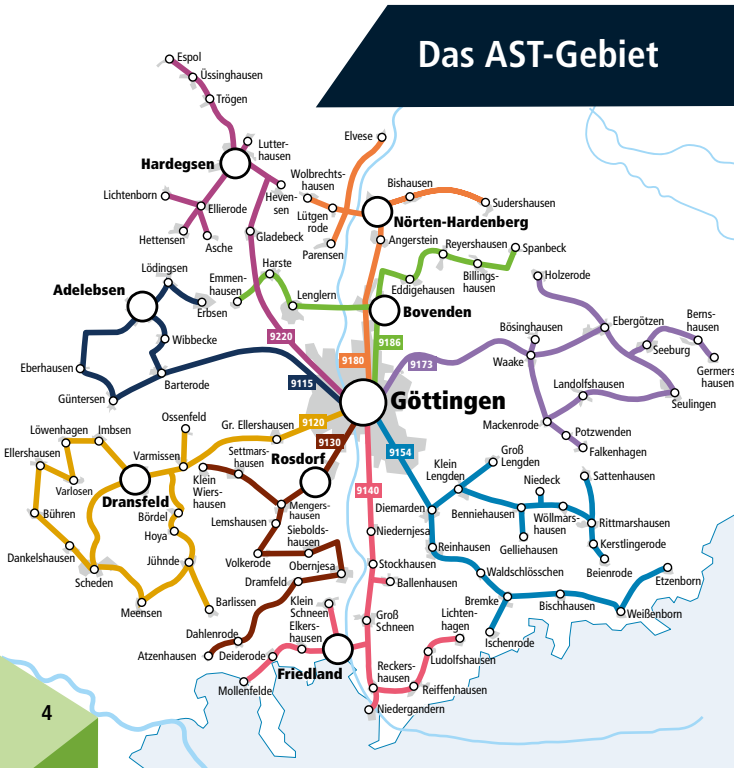 Das AST-Gebiet
Espol
Üssinghausen
Trögen
Elvese
Lutter-
hausen
Hardegsen
Wolbrechts-
hausen
Bishausen
Lichtenborn
Heven-
sen
Sudershausen
Ellierode
Lütgen
rode
Nörten-Hardenberg
Hettensen
Asche
Gladebeck
Parensen
Angerstein
Reyershausen
Spanbeck
Lödingsen
Harste
Emmen-
hausen
Eddigehausen
Billings-
hausen
Holzerode
Adelebsen
Erbsen
Lenglern
Bovenden
Wibbecke
9220
9186
Bösinghausen
Ebergötzen
Berns-
hausen
9180
9173
Seeburg
Eberhausen
Waake
Germers
hausen
Barterode
9115
Landolfshausen
Güntersen
Göttingen
Seulingen
Ossenfeld
9120
Mackenrode
Löwenhagen
Imbsen
Gr. Ellershausen
Potzwenden
9130
9154
Falkenhagen
Ellershausen
Varmissen
Settmars-
hausen
Rosdorf
Groß
Lengden
Klein
Lengden
Sattenhausen
Varlosen
Klein
Wiers-
hausen
9140
Niedeck
Dransfeld
Mengers-
hausen
Diemarden
Benniehausen
Wöllmars-
hausen
Bühren
Bördel
Lemshausen
Rittmarshausen
Hoya
Siebolds-
hausen
Niedernjesa
Gelliehausen
Kerstlingerode
Dankelshausen
Reinhausen
Jühnde
Volkerode
Obernjesa
Stockhausen
Waldschlösschen
Beienrode
Scheden
Dramfeld
Ballenhausen
Etzenborn
Meensen
Barlissen
Klein
Schneen
Bremke
Bischhausen
Lichten-
hagen
Weißenborn
Elkers-
hausen
Groß
Schneen
Dahlenrode
Ischenrode
Atzenhausen
Deiderode
Ludolfshausen
Friedland
Reckers-
hausen
Mollenfelde
Reiffenhausen
Niedergandern
4